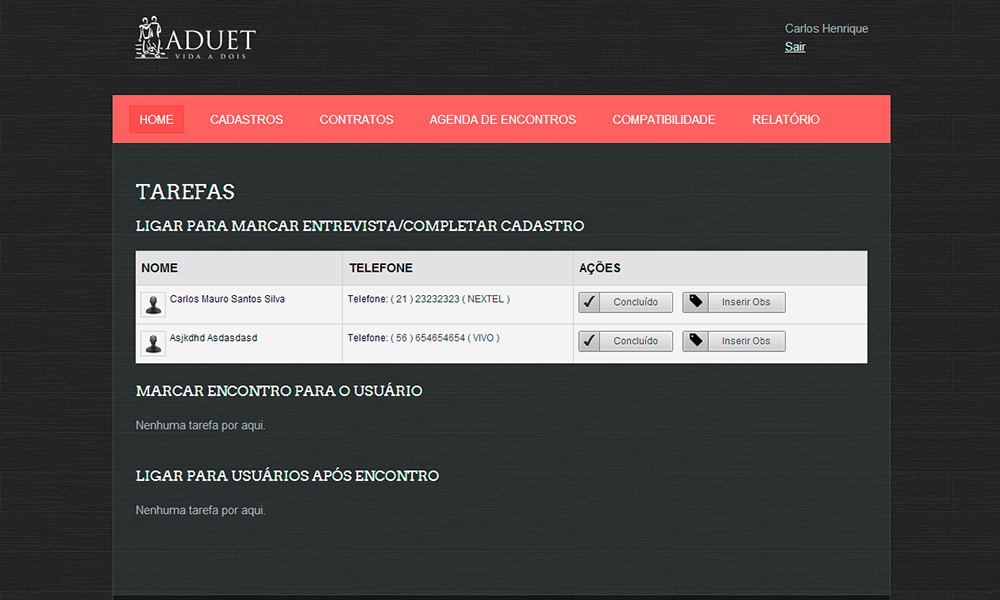 ADUET
VIDA A DOIS
Carlos Henrique
Sair
HOME CADASTROS CONTRATOS AGENDA DE ENCONTROS COMPATIBILIDADE RELATÓRIO
TAREFAS
LIGAR PARA MARCAR ENTREVISTA/COMPLETAR CADASTRO
NOME TELEFONE AÇÕES
Carlos Mauro Santos Silva Telefone: ( 21 ) 23232323 ( NEXTEL ) Concluído Inserir Obs
Asjkdhd Asdasdasd Telefone: ( 56 ) 654654654 ( VIVO ) Concluído Inserir Obs
MARCAR ENCONTRO PARA O USUÁRIO
Nenhuma tarefa por aqui.
LIGAR PARA USUÁRIOS APÓS ENCONTRO
Nenhuma tarefa por aqui.